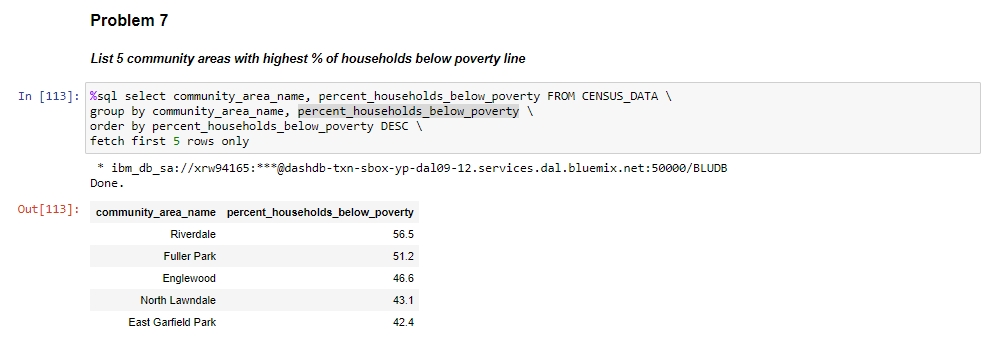 Problem 7
List 5 community areas with highest % of households below poverty line
In [113]: %sql select community_area_name, percent_households_below_poverty FROM CENSUS_DATA \
group by community_area_name, percent_households_below_poverty \
order by percent_households_below_poverty DESC \
fetch first 5 rows only
* ibm_db_sa://xrw94165:***@dashdb-txn-sbox-yp-dal09-12.services.dal.bluemix.net:50000/BLUDB
Done.
Out[113]: community_area_name percent_households_below_poverty
Riverdale 56.5
Fuller Park 51.2
Englewood 46.6
North Lawndale 43.1
East Garfield Park 42.4